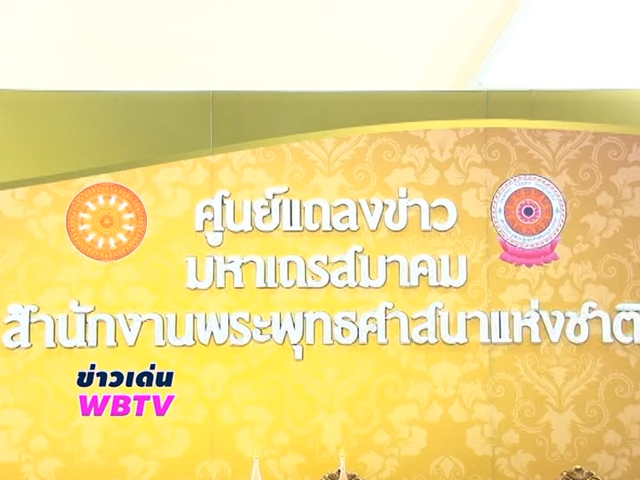 ศูนย์แถลงข่าว
มหาเถรสมาคม
สำนักงานพระพุทธศาสนาแห่งชาติ
ข่าวเด่น
WBTV